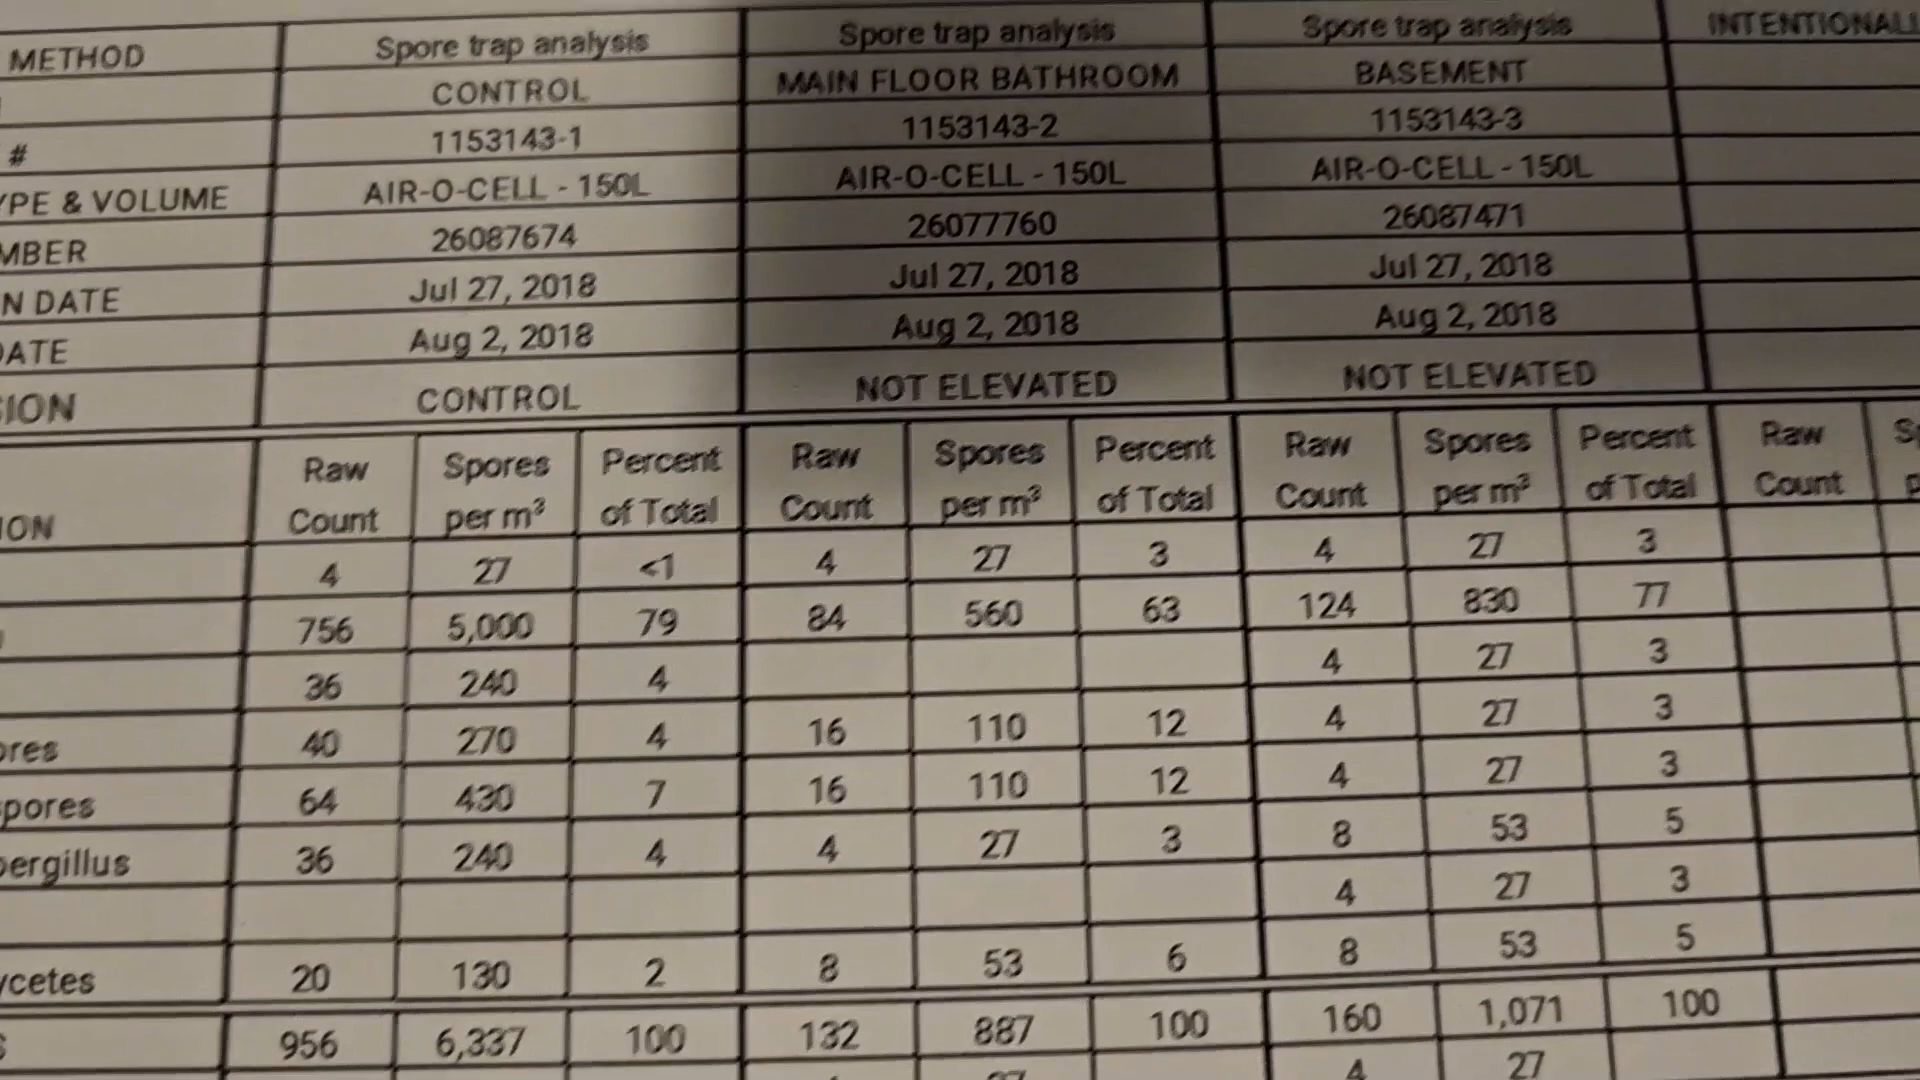 METHOD Spore trap analysis Spore trap analysis Spore trap analysis INTENTIONALL
CONTROL MAIN FLOOR BATHROOM BASEMENT
# 1153143-1 1153143-2 1153143-3
YPE & VOLUME AIR-O-CELL - 150L AIR-O-CELL - 150L AIR-O-CELL - 150L
MBER 26087674 26077760 26087471
N DATE Jul 27, 2018 Jul 27, 2018 Jul 27, 2018
DATE Aug 2, 2018 Aug 2, 2018 Aug 2, 2018
SION CONTROL NOT ELEVATED NOT ELEVATED
Raw Spores Percent Raw Spores Percent Raw Spores Percent Raw
ION Count per m³ of Total Count per m³ of Total Count per m³ of Total Count
4 27 <1 4 27 3 4 27 3
756 5,000 79 84 560 63 124 830 77
36 240 4 4 27 3
ores 40 270 4 16 110 12 4 27 3
pores 64 430 7 16 110 12 4 27 3
pergillus 36 240 4 4 27 3 8 53 5
4 27 3
ycetes 20 130 2 8 53 6 8 53 5
S 956 6,337 100 132 887 100 160 1,071 100
4 27